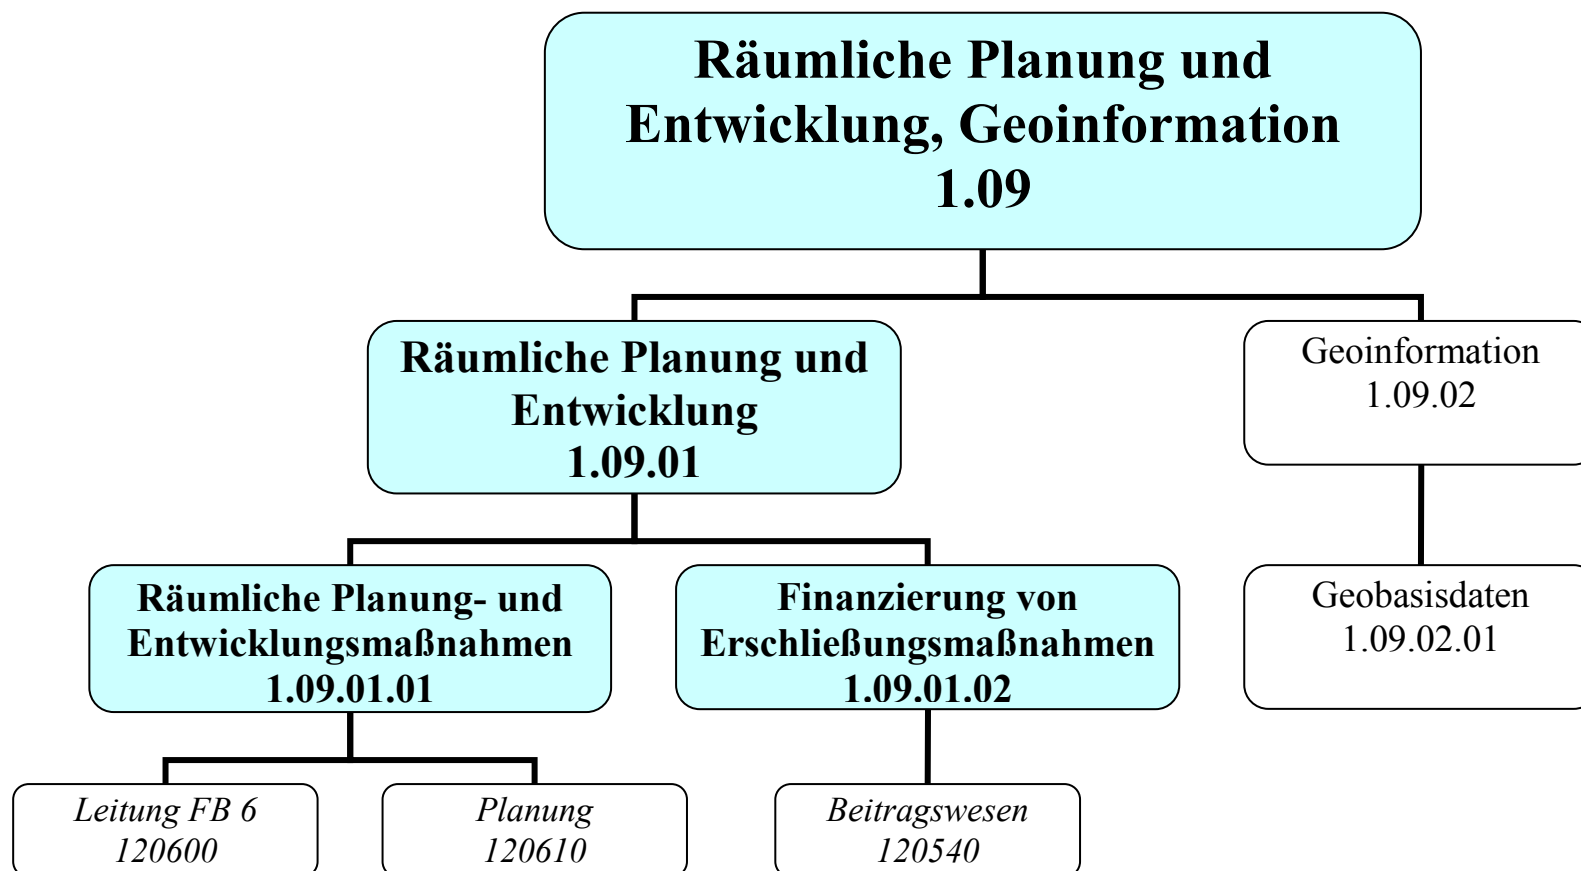 Räumliche Planung und
Entwicklung, Geoinformation
1.09
Räumliche Planung und
Entwicklung
1.09.01
Geoinformation
1.09.02
Räumliche Planung- und
Entwicklungsmaßnahmen
1.09.01.01
Finanzierung von
Erschließungsmaßnahmen
1.09.01.02
Geobasisdaten
1.09.02.01
Leitung FB 6
120600
Planung
120610
Beitragswesen
120540